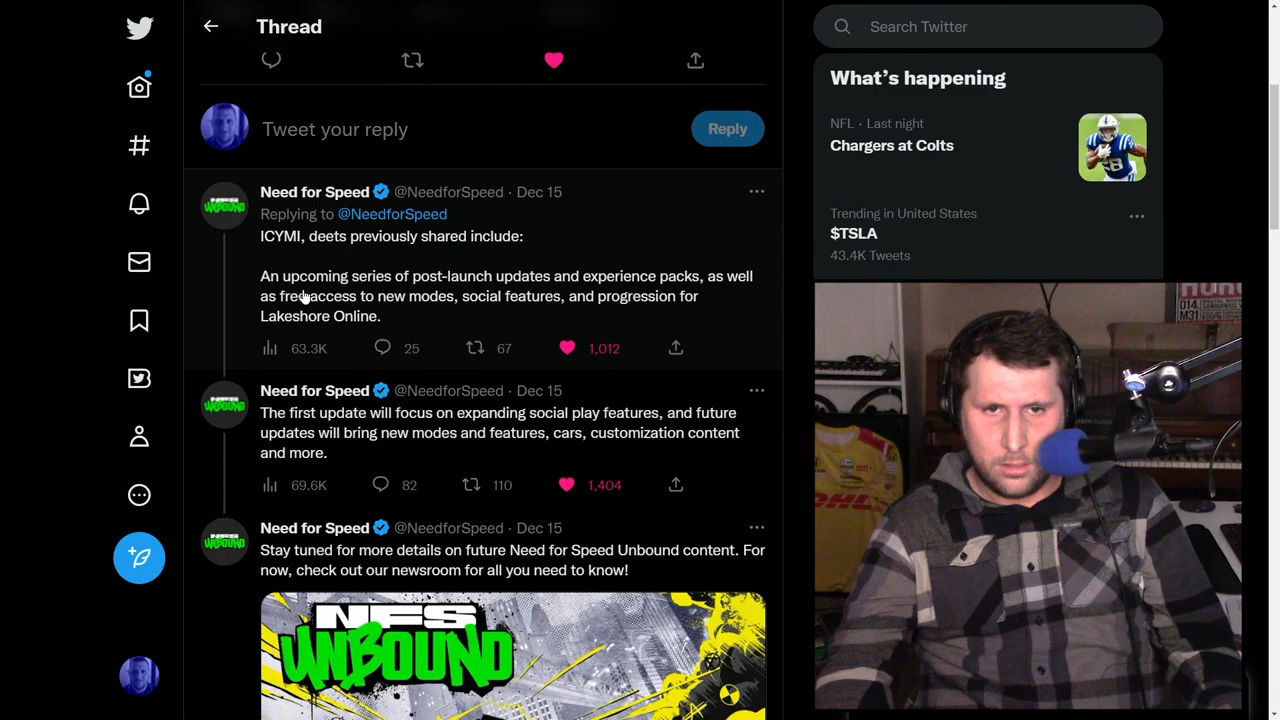 Thread
Search Twitter
What's happening
NFL · Last night
Chargers at Colts
Trending in United States
$TSLA
43.4K Tweets
Tweet your reply
Reply
Need for Speed @NeedforSpeed · Dec 15
Replying to @NeedforSpeed
ICYMI, deets previously shared include:
An upcoming series of post-launch updates and experience packs, as well
as free access to new modes, social features, and progression for
Lakeshore Online.
63.3K 25 67 1,012
Need for Speed @NeedforSpeed · Dec 15
The first update will focus on expanding social play features, and future
updates will bring new modes and features, cars, customization content
and more.
69.6K 82 110 1,404
Need for Speed @NeedforSpeed · Dec 15
Stay tuned for more details on future Need for Speed Unbound content. For
now, check out our newsroom for all you need to know!
NFS
UNBOUND
DHL